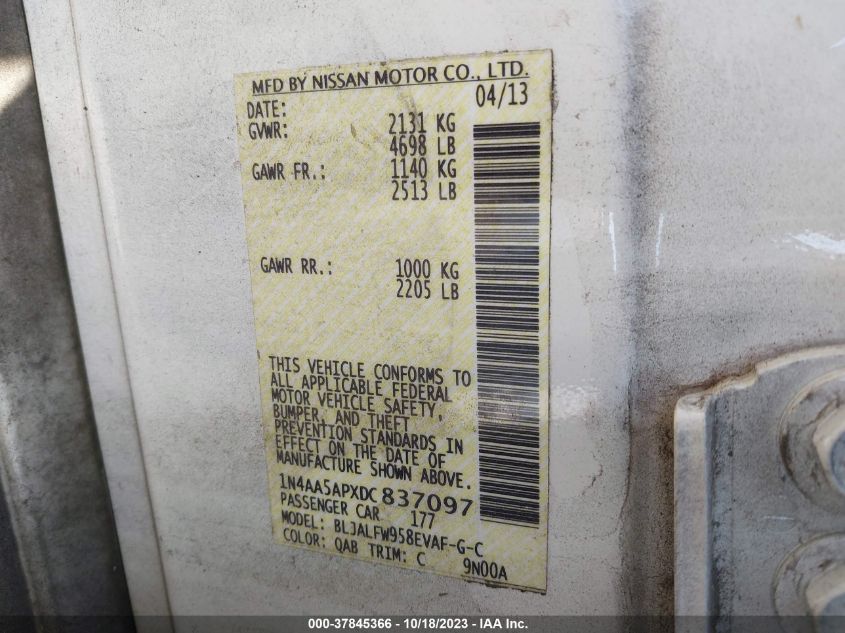 MFD BY NISSAN MOTOR CO., LTD.
DATE: 04/13
GVWR: 2131 KG
4698 LB
GAWR FR.: 1140 KG
2513 LB
GAWR RR.: 1000 KG
2205 LB
THIS VEHICLE CONFORMS TO
ALL APPLICABLE FEDERAL
MOTOR VEHICLE SAFETY,
BUMPER, AND THEFT
PREVENTION STANDARDS IN
EFFECT ON THE DATE OF
MANUFACTURE SHOWN ABOVE.
1N4AA5APXDC837097
PASSENGER CAR 177
MODEL: BLJALFW958EVAF-G-C
COLOR: QAB TRIM: C 9N00A
000-37845366 - 10/18/2023 - IAA Inc.